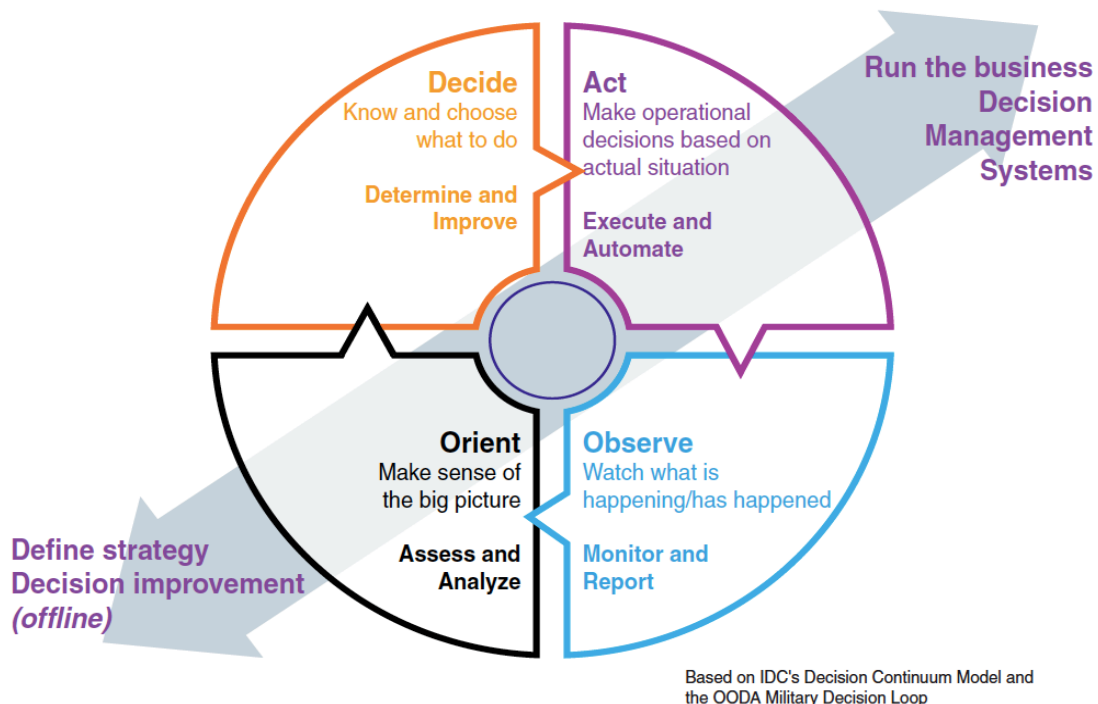 Decide
Know and choose
what to do
Determine and
Improve
Act
Make operational
decisions based on
actual situation
Execute and
Automate
Run the business
Decision
Management
Systems
Orient
Make sense of
the big picture
Assess and
Analyze
Observe
Watch what is
happening/has happened
Monitor and
Report
Define strategy
Decision improvement
(offline)
Based on IDC's Decision Continuum Model and
the OODA Military Decision Loop